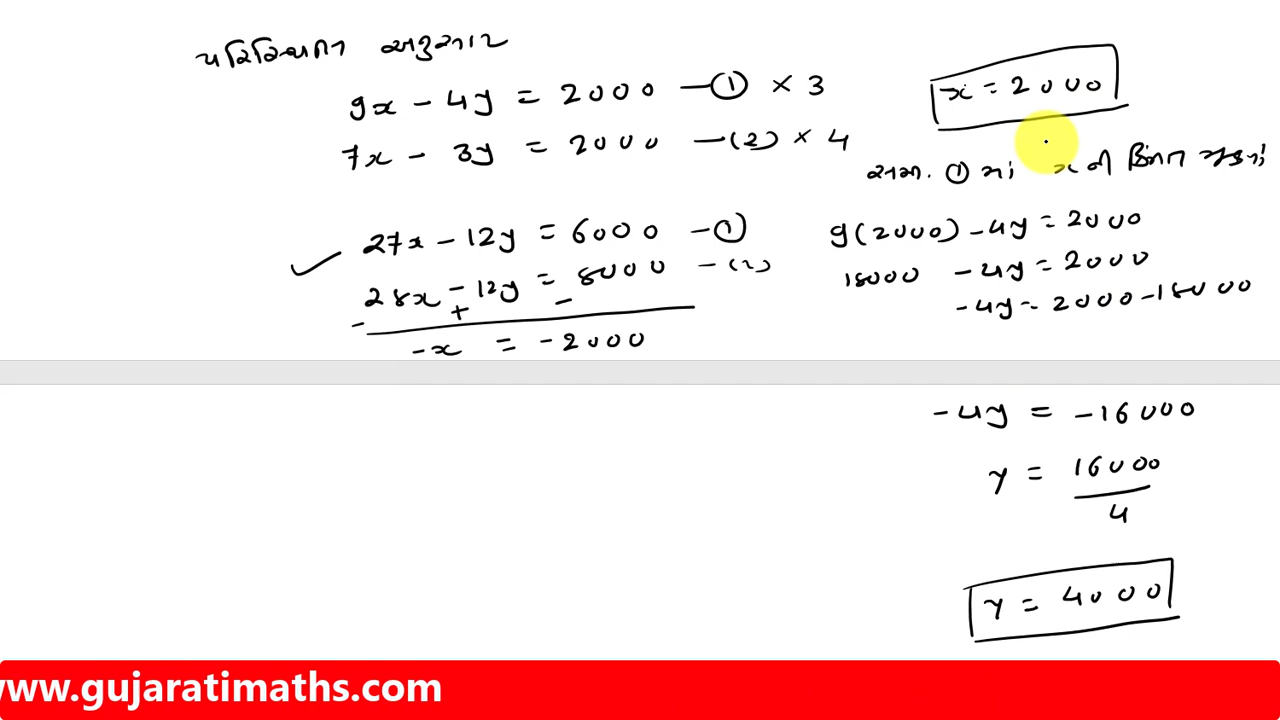 પરિસ્થિતિ અનુસાર
9x - 4y = 2000 —① × 3
7x - 3y = 2000 —(2) × 4
27x - 12y = 6000 —①
28x - 12y = 8000 —(2)
- + -
-x = -2000
x = 2000
સમી. ① માં x ની કિંમત મૂકતાં
9(2000) - 4y = 2000
18000 - 4y = 2000
-4y = 2000 - 18000
-4y = -16000
y = 16000
4
y = 4000
www.gujaratimaths.com